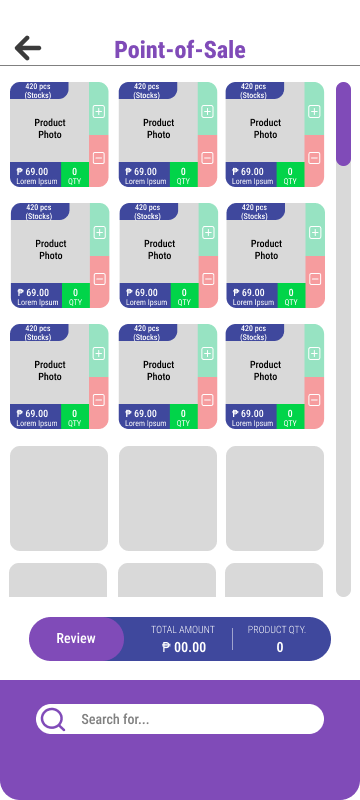 Point-of-Sale
420 pcs
(Stocks)
Product
Photo
₱ 69.00
Lorem Ipsum
0
QTY
420 pcs
(Stocks)
Product
Photo
₱ 69.00
Lorem Ipsum
0
QTY
420 pcs
(Stocks)
Product
Photo
₱ 69.00
Lorem Ipsum
0
QTY
420 pcs
(Stocks)
Product
Photo
₱ 69.00
Lorem Ipsum
0
QTY
420 pcs
(Stocks)
Product
Photo
₱ 69.00
Lorem Ipsum
0
QTY
420 pcs
(Stocks)
Product
Photo
₱ 69.00
Lorem Ipsum
0
QTY
420 pcs
(Stocks)
Product
Photo
₱ 69.00
Lorem Ipsum
0
QTY
420 pcs
(Stocks)
Product
Photo
₱ 69.00
Lorem Ipsum
0
QTY
420 pcs
(Stocks)
Product
Photo
₱ 69.00
Lorem Ipsum
0
QTY
Review
TOTAL AMOUNT
₱ 00.00
PRODUCT QTY.
0
Search for...